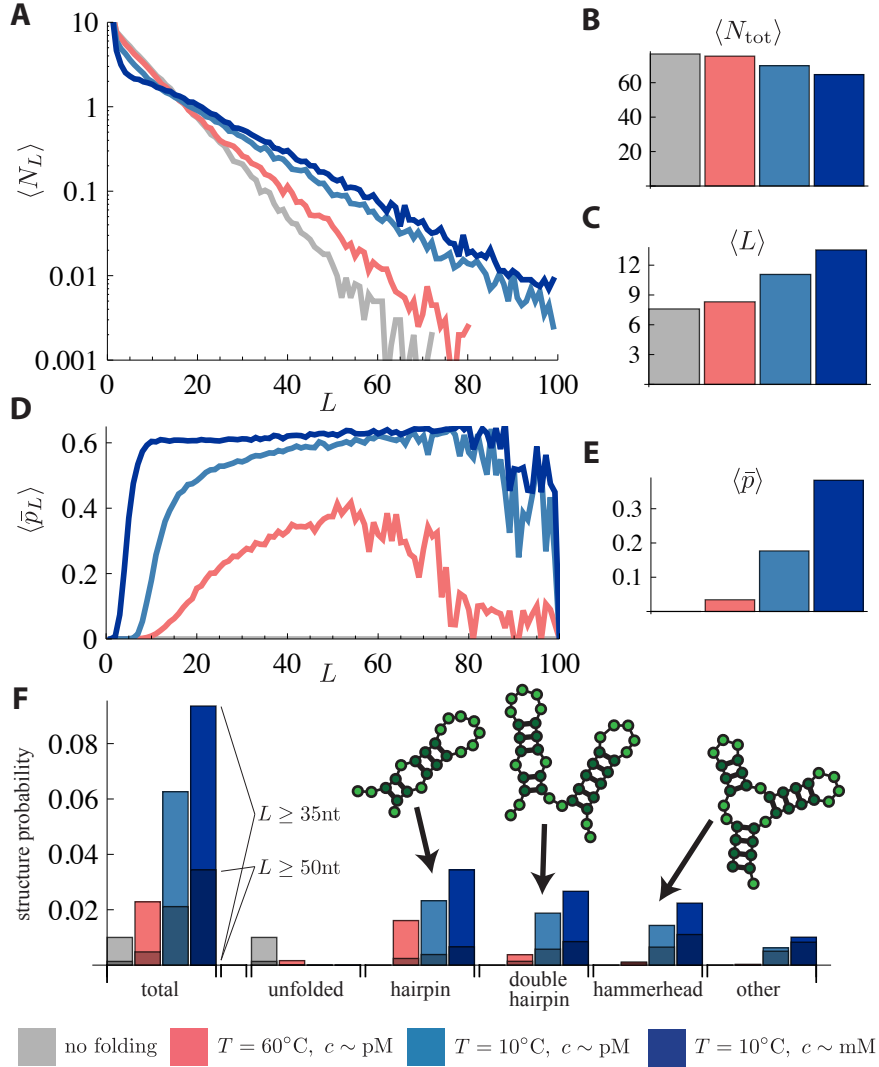 A
10
1
0.1
0.01
0.001
⟨N_L⟩
0
20
40
60
80
100
L
B
⟨N_tot⟩
60
40
20
C
⟨L⟩
12
9
6
3
D
0.6
0.4
0.2
0
⟨p̄_L⟩
0
20
40
60
80
100
L
E
⟨p̄⟩
0.3
0.2
0.1
F
structure probability
0.08
0.06
0.04
0.02
L ≥ 35nt
L ≥ 50nt
total
unfolded
hairpin
double
hairpin
hammerhead
other
no folding
T = 60°C, c ∼ pM
T = 10°C, c ∼ pM
T = 10°C, c ∼ mM